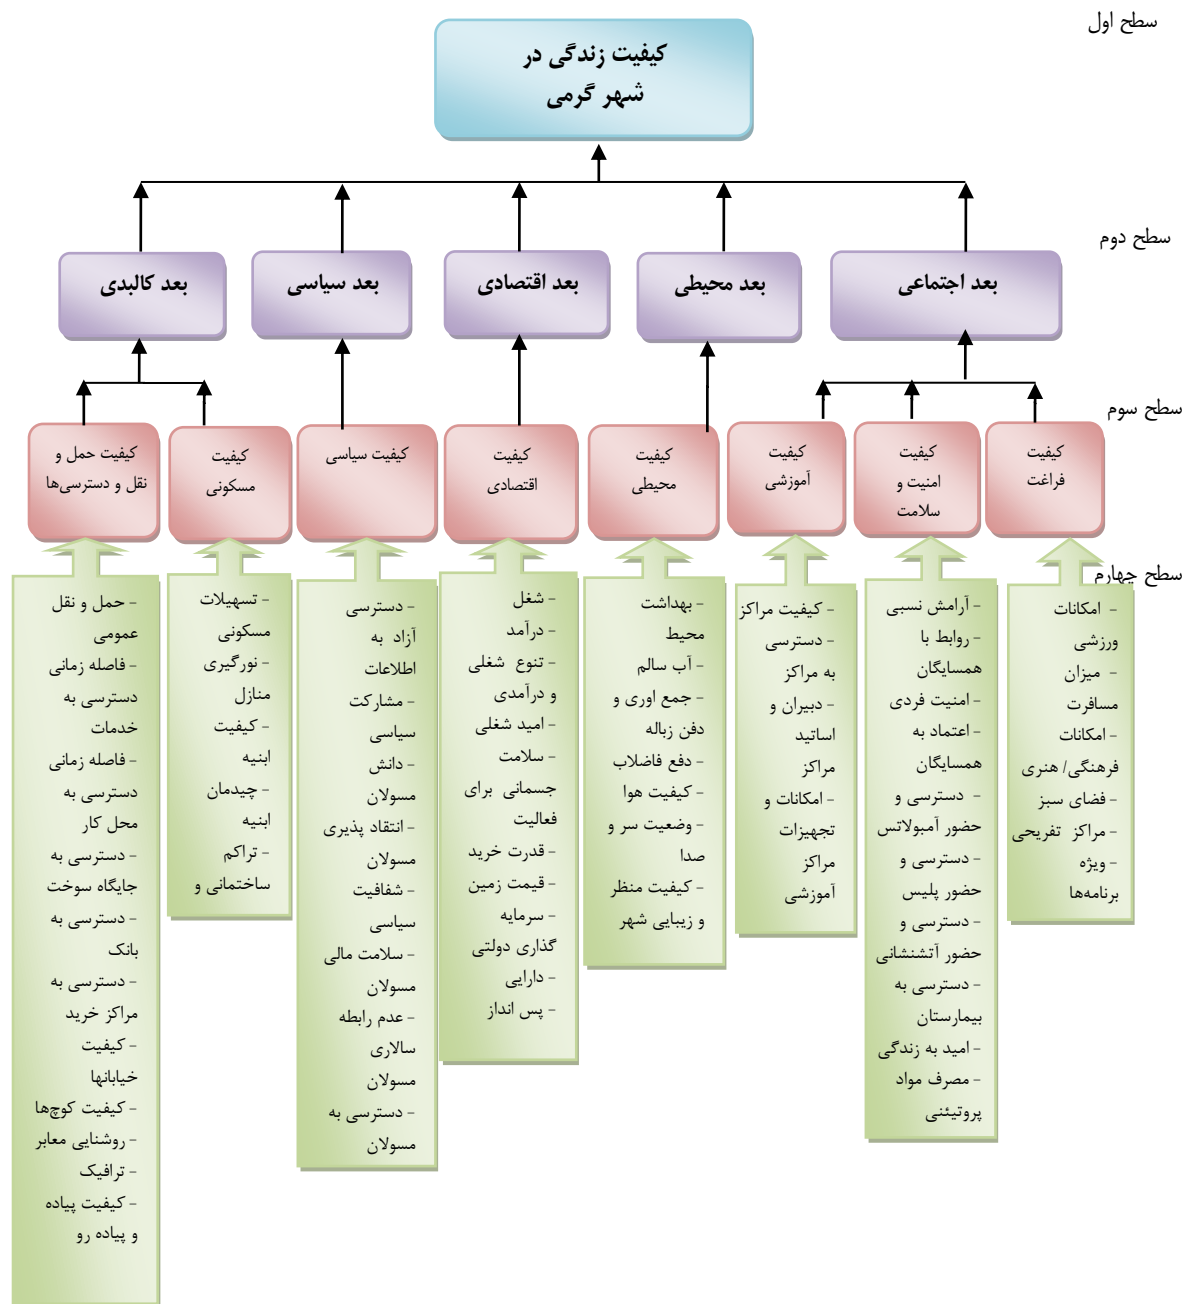 سطح اول
کیفیت زندگی در
شهر گرمی
سطح دوم
بعد اجتماعی
بعد محیطی
بعد اقتصادی
بعد سیاسی
بعد کالبدی
سطح سوم
کیفیت
فراغت
کیفیت
امنیت و
سلامت
کیفیت
آموزشی
کیفیت
محیطی
کیفیت
اقتصادی
کیفیت سیاسی
کیفیت
مسکونی
کیفیت حمل و
نقل و دسترسی‌ها
سطح چهارم
- امکانات
ورزشی
- میزان
مسافرت
- امکانات
فرهنگی/ هنری
- فضای سبز
- مراکز تفریحی
- ویژه
برنامه‌ها
- آرامش نسبی
- روابط با
همسایگان
- امنیت فردی
- اعتماد به
همسایگان
- دسترسی و
حضور آمبولاتس
- دسترسی و
حضور پلیس
- دسترسی و
حضور آتشنشانی
- دسترسی به
بیمارستان
- امید به زندگی
- مصرف مواد
پروتیئنی
- کیفیت مراکز
- دسترسی
به مراکز
- دبیران و
اساتید
مراکز
- امکانات و
تجهیزات
مراکز
آموزشی
- بهداشت
محیط
- آب سالم
- جمع اوری و
دفن زباله
- دفع فاضلاب
- کیفیت هوا
- وضعیت سر و
صدا
- کیفیت منظر
و زیبایی شهر
- شغل
- درآمد
- تنوع شغلی
و درآمدی
- امید شغلی
- سلامت
جسمانی برای
فعالیت
- قدرت خرید
- قیمت زمین
- سرمایه
گذاری دولتی
- دارایی
- پس انداز
- دسترسی
آزاد به
اطلاعات
- مشارکت
سیاسی
- دانش
مسولان
- انتقاد پذیری
مسولان
- شفافیت
سیاسی
- سلامت مالی
مسولان
- عدم رابطه
سالاری
مسولان
- دسترسی به
مسولان
- تسهیلات
مسکونی
- نورگیری
منازل
- کیفیت
ابنیه
- چیدمان
ابنیه
- تراکم
ساختمانی و
- حمل و نقل
عمومی
- فاصله زمانی
دسترسی به
خدمات
- فاصله زمانی
دسترسی به
محل کار
- دسترسی به
جایگاه سوخت
- دسترسی به
بانک
- دسترسی به
مراکز خرید
- کیفیت
خیابانها
- کیفیت کوچ‌ها
- روشنایی معابر
- ترافیک
- کیفیت پیاده
و پیاده رو